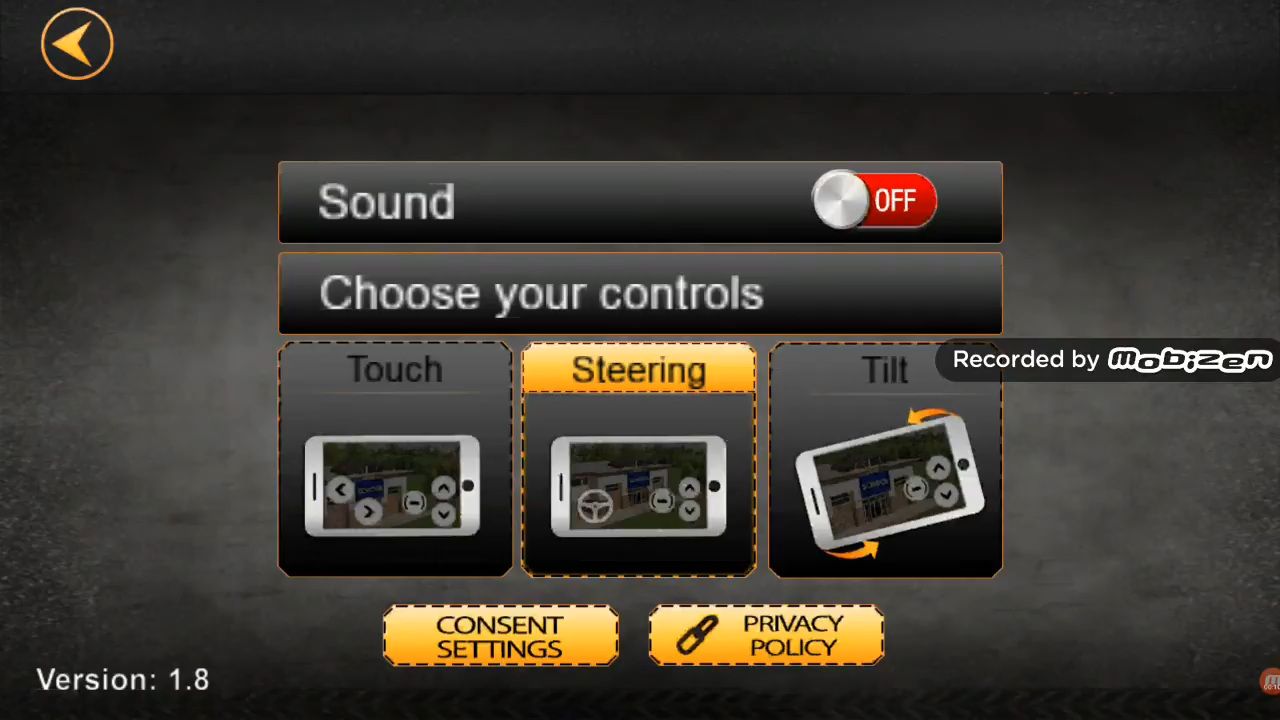 Sound
OFF
Choose your controls
Touch
Steering
Tilt
Recorded by mobizen
CONSENT
SETTINGS
PRIVACY
POLICY
Version: 1.8